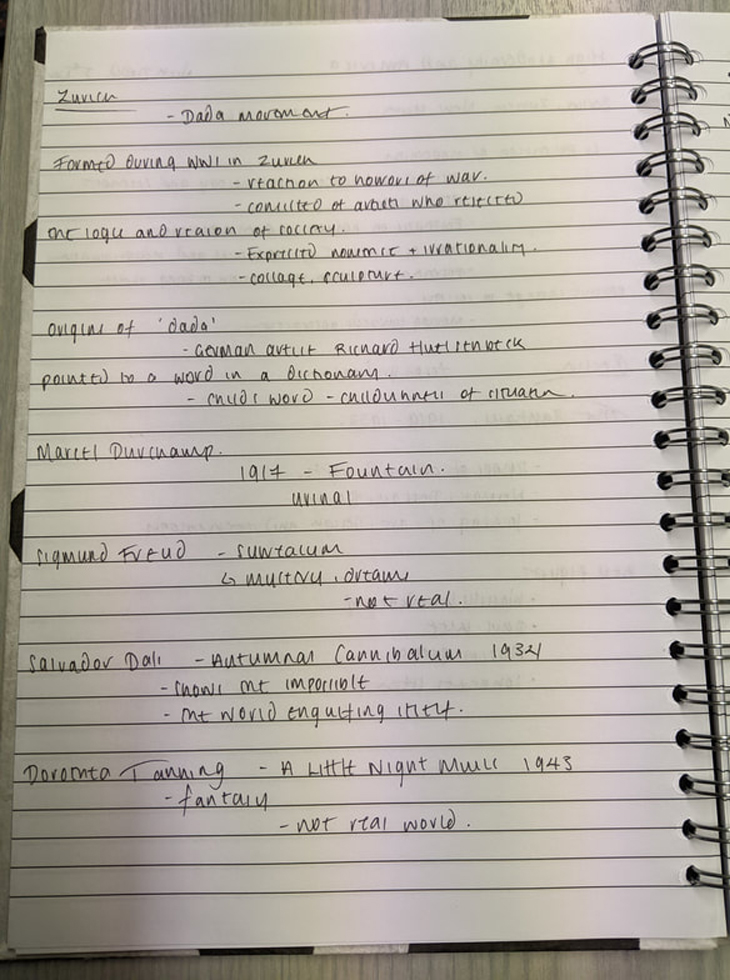 Zurich
- Dada movement.
Formed during WW1 in Zurich
- reaction to horrors of war.
- consisted of artists who rejected
the logic and reason of society.
- Expressed nonsense + irrationality.
- collage, sculpture.
Origins of 'dada'
- German artist Richard Huelsenbeck
pointed to a word in a dictionary.
- child's word - childishness of situation.
Marcel Durchamp.
1917 - Fountain.
urinal
Sigmund Freud - surrealism
↳ mystery, dreams
- not real.
Salvador Dali - Autumnal Cannibalism 1934
- shows the impossible
- the world engulfing itself.
Dorothea Tanning - A Little Night Music 1943
- fantasy
- not real world.